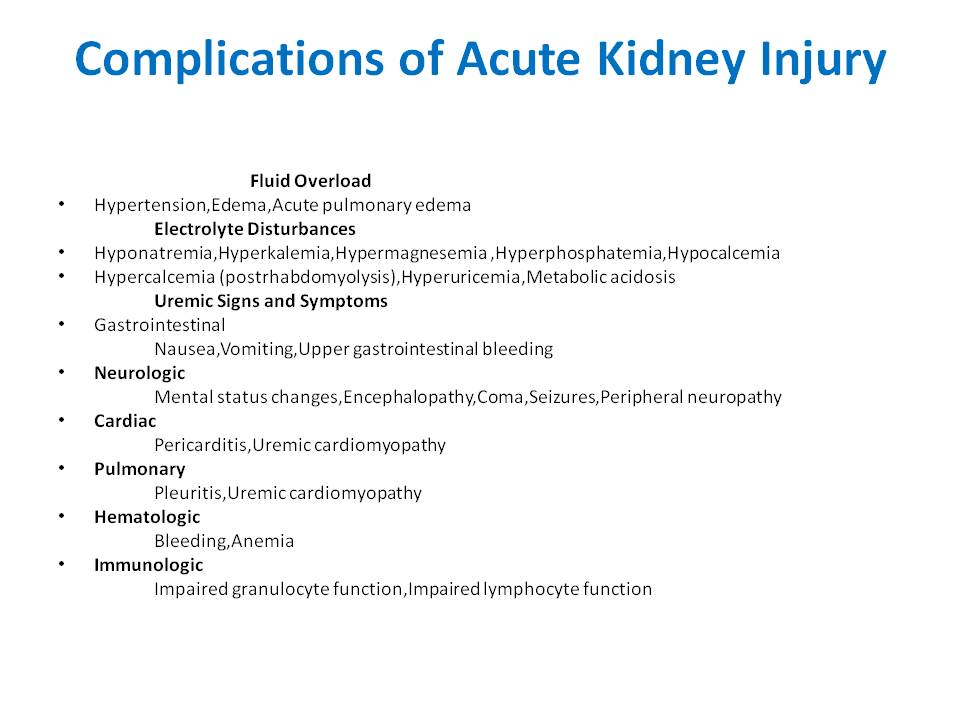 Complications of Acute Kidney Injury
Fluid Overload
• Hypertension,Edema,Acute pulmonary edema
Electrolyte Disturbances
• Hyponatremia,Hyperkalemia,Hypermagnesemia ,Hyperphosphatemia,Hypocalcemia
• Hypercalcemia (postrhabdomyolysis),Hyperuricemia,Metabolic acidosis
Uremic Signs and Symptoms
• Gastrointestinal
Nausea,Vomiting,Upper gastrointestinal bleeding
• Neurologic
Mental status changes,Encephalopathy,Coma,Seizures,Peripheral neuropathy
• Cardiac
Pericarditis,Uremic cardiomyopathy
• Pulmonary
Pleuritis,Uremic cardiomyopathy
• Hematologic
Bleeding,Anemia
• Immunologic
Impaired granulocyte function,Impaired lymphocyte function